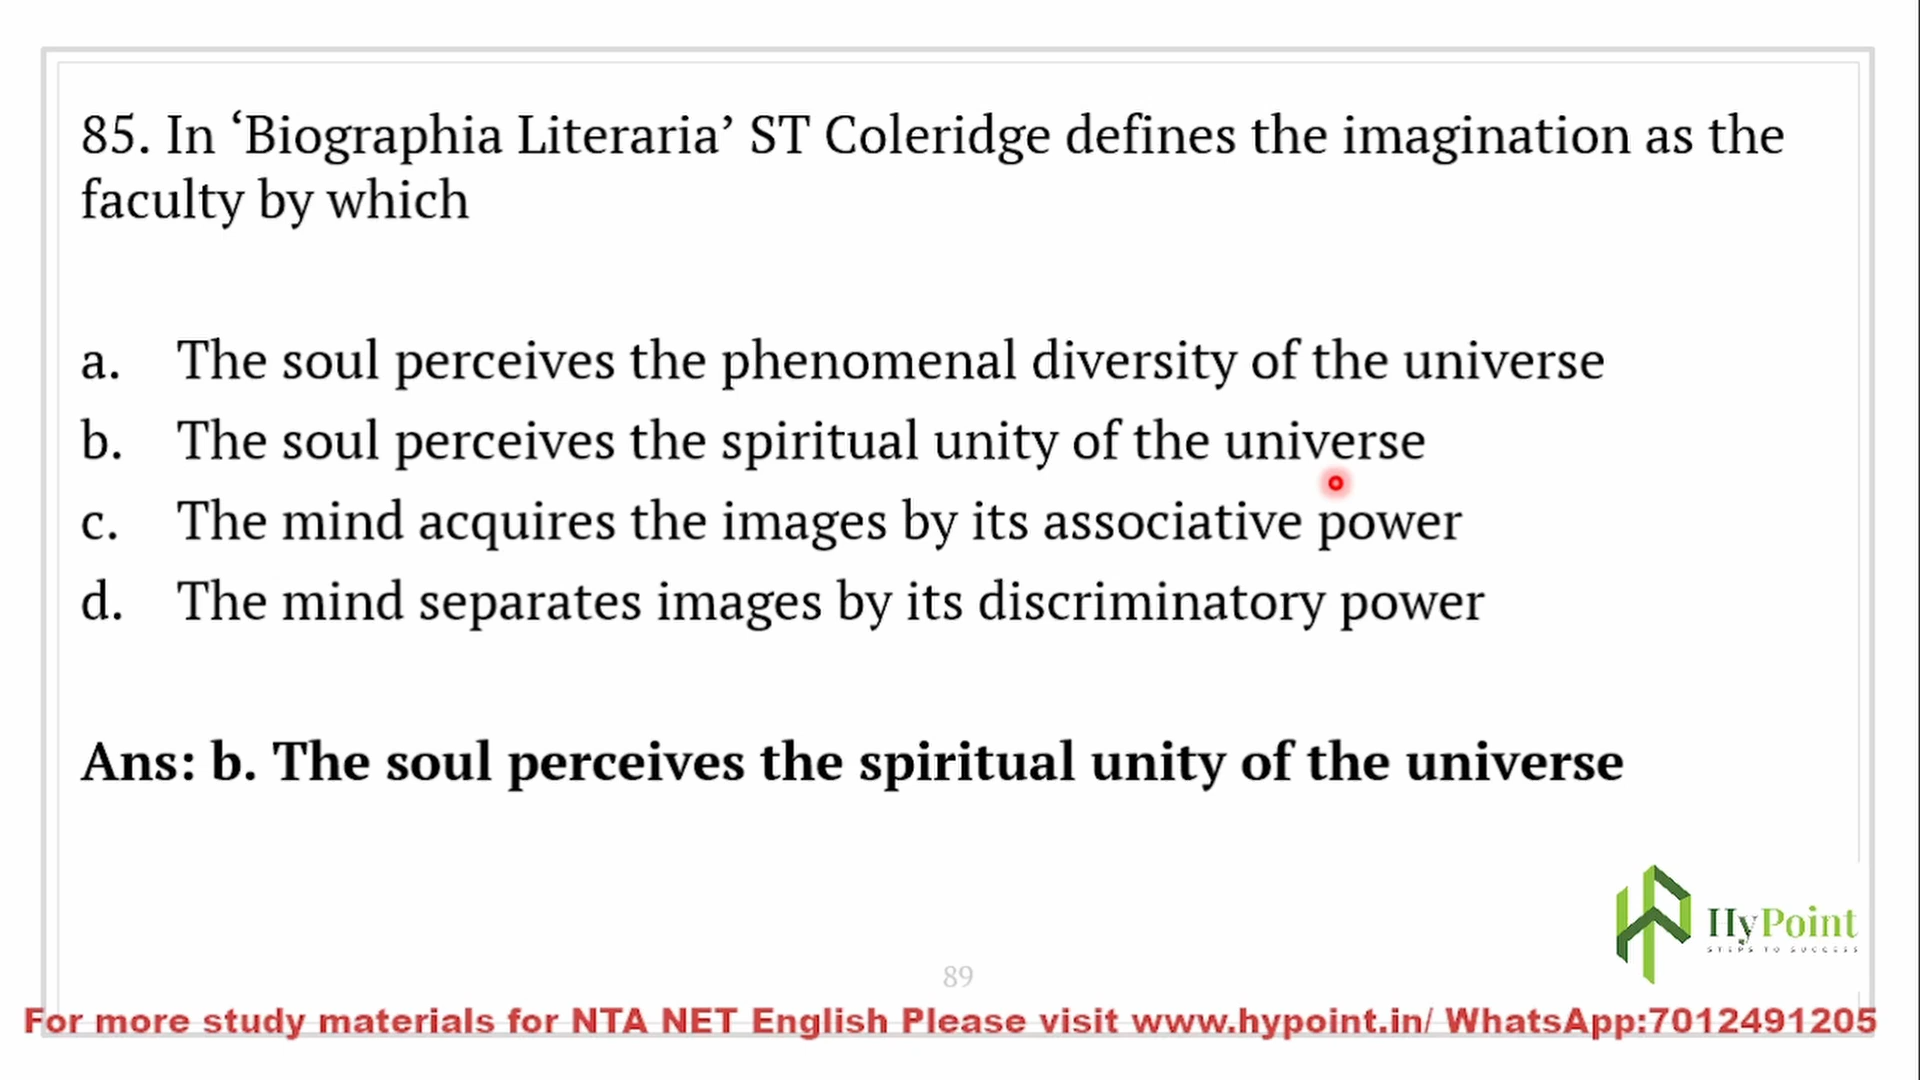 85. In ‘Biographia Literaria’ ST Coleridge defines the imagination as the
faculty by which
a. The soul perceives the phenomenal diversity of the universe
b. The soul perceives the spiritual unity of the universe
c. The mind acquires the images by its associative power
d. The mind separates images by its discriminatory power
Ans: b. The soul perceives the spiritual unity of the universe
HyPoint
STEPS TO SUCCESS
89
For more study materials for NTA NET English Please visit www.hypoint.in/ WhatsApp:7012491205